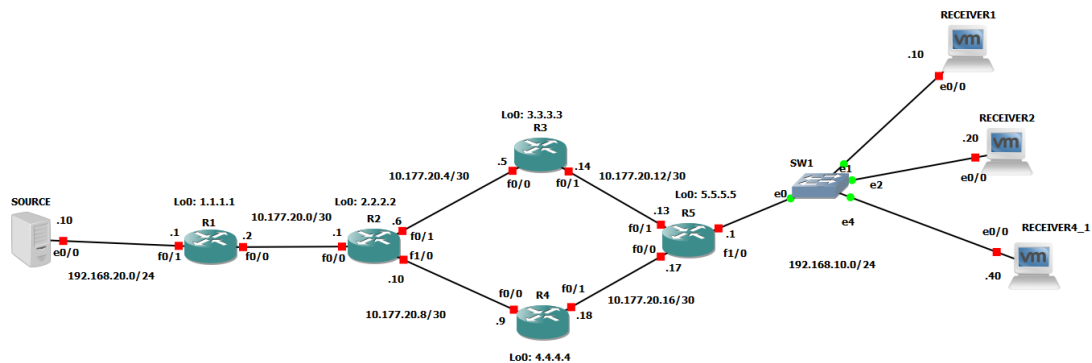 RECEIVER1
.10
e0/0
Lo0: 3.3.3.3
R3
RECEIVER2
.20
e0/0
.5
f0/0
.14
f0/1
SW1
e1
e2
e0
e4
10.177.20.4/30
10.177.20.12/30
Lo0: 5.5.5.5
SOURCE
.10
e0/0
Lo0: 1.1.1.1
R1
10.177.20.0/30
Lo0: 2.2.2.2
R2
.6
f0/1
.13
f0/1
R5
.1
f1/0
e0/0
RECEIVER4_1
.40
.1
f0/1
.2
f0/0
.1
f0/0
f1/0
.10
f0/0
.17
192.168.20.0/24
192.168.10.0/24
f0/0
R4
f0/1
10.177.20.16/30
10.177.20.8/30
.9
.18
Lo0: 4.4.4.4